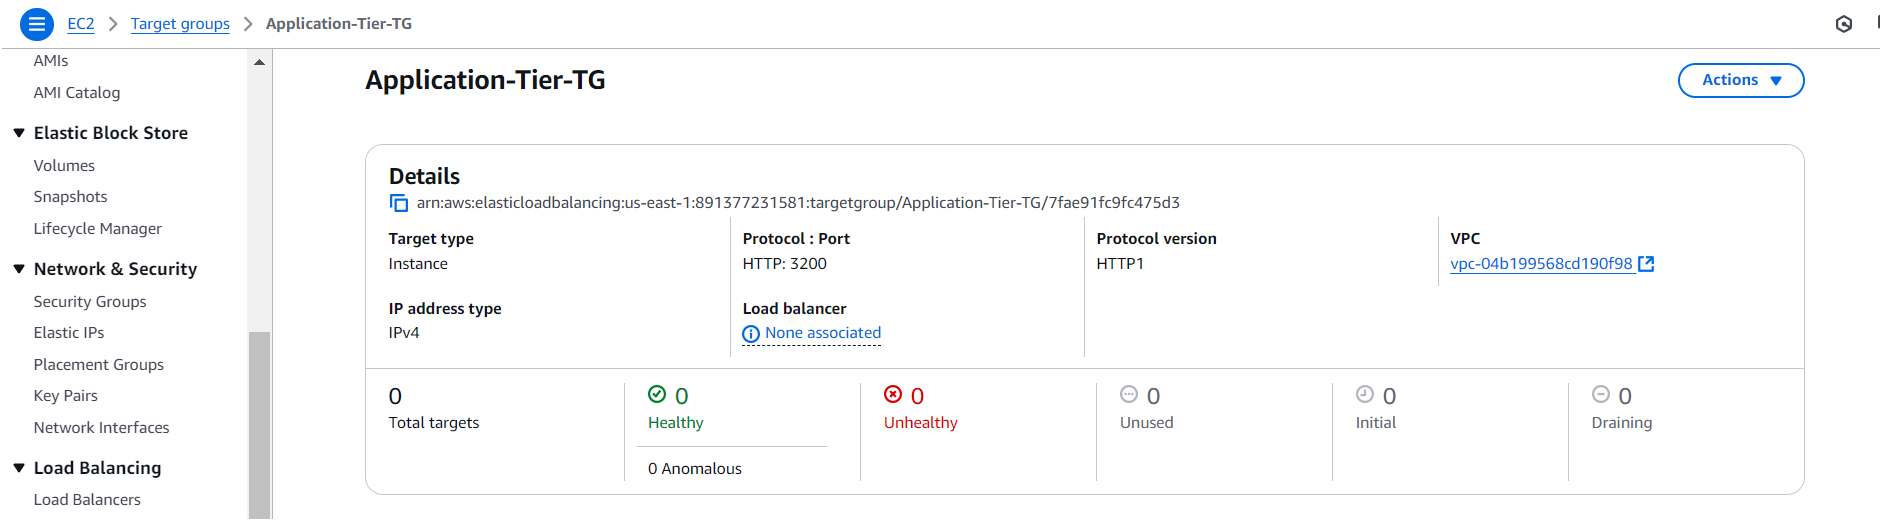 EC2 Target groups Application-Tier-TG
AMIs
AMI Catalog
Elastic Block Store
Volumes
Snapshots
Lifecycle Manager
Network & Security
Security Groups
Elastic IPs
Placement Groups
Key Pairs
Network Interfaces
Load Balancing
Load Balancers
Application-Tier-TG
Actions
Details
arn:aws:elasticloadbalancing:us-east-1:891377231581:targetgroup/Application-Tier-TG/7fae91fc9fc475d3
Target type
Instance
Protocol : Port
HTTP: 3200
Protocol version
HTTP1
VPC
vpc-04b199568cd190f98
IP address type
IPv4
Load balancer
None associated
0
Total targets
0
Healthy
0 Anomalous
0
Unhealthy
0
Unused
0
Initial
0
Draining